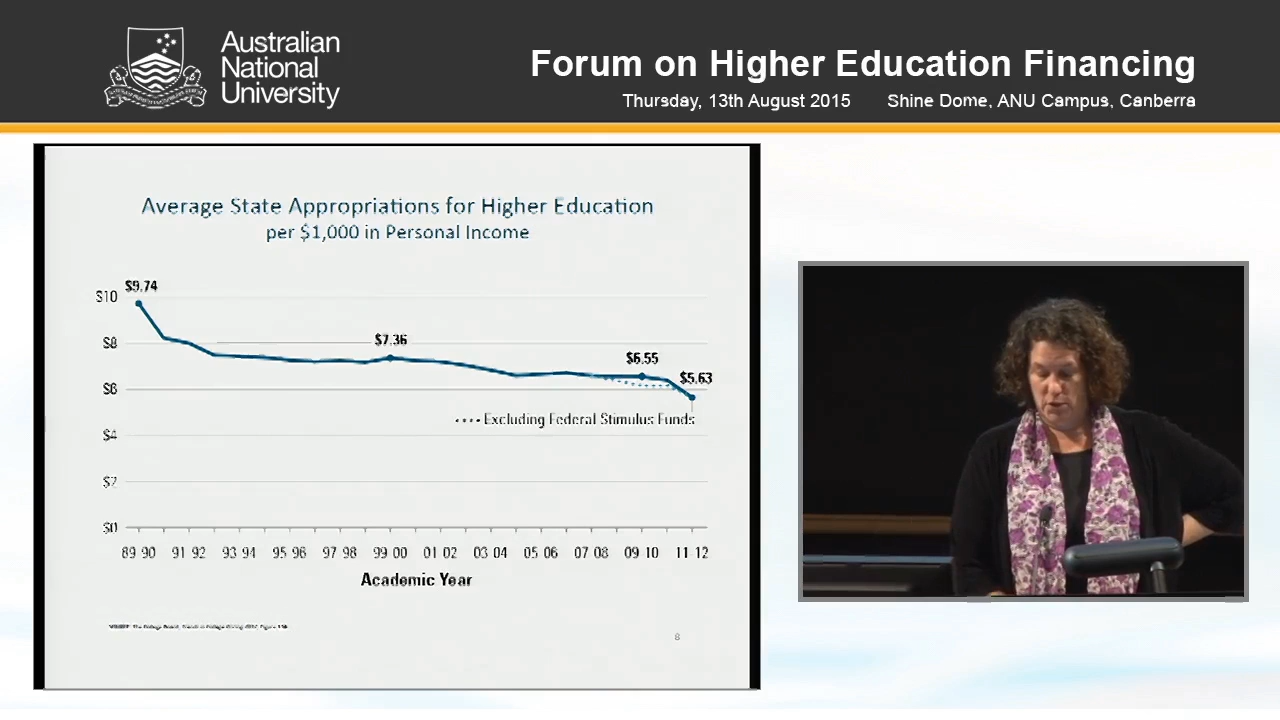 Australian
National
University
Forum on Higher Education Financing
Thursday, 13th August 2015 Shine Dome, ANU Campus, Canberra
Average State Appropriations for Higher Education
per $1,000 in Personal Income
$9.74
$10
$7.36
$8
$6.55
$5.63
$6
Excluding Federal Stimulus Funds
$4
$2
$0
89 90 91 92 93 94 95 96 97 98 99 00 01 02 03 04 05 06 07 08 09 10 11 12
Academic Year
8